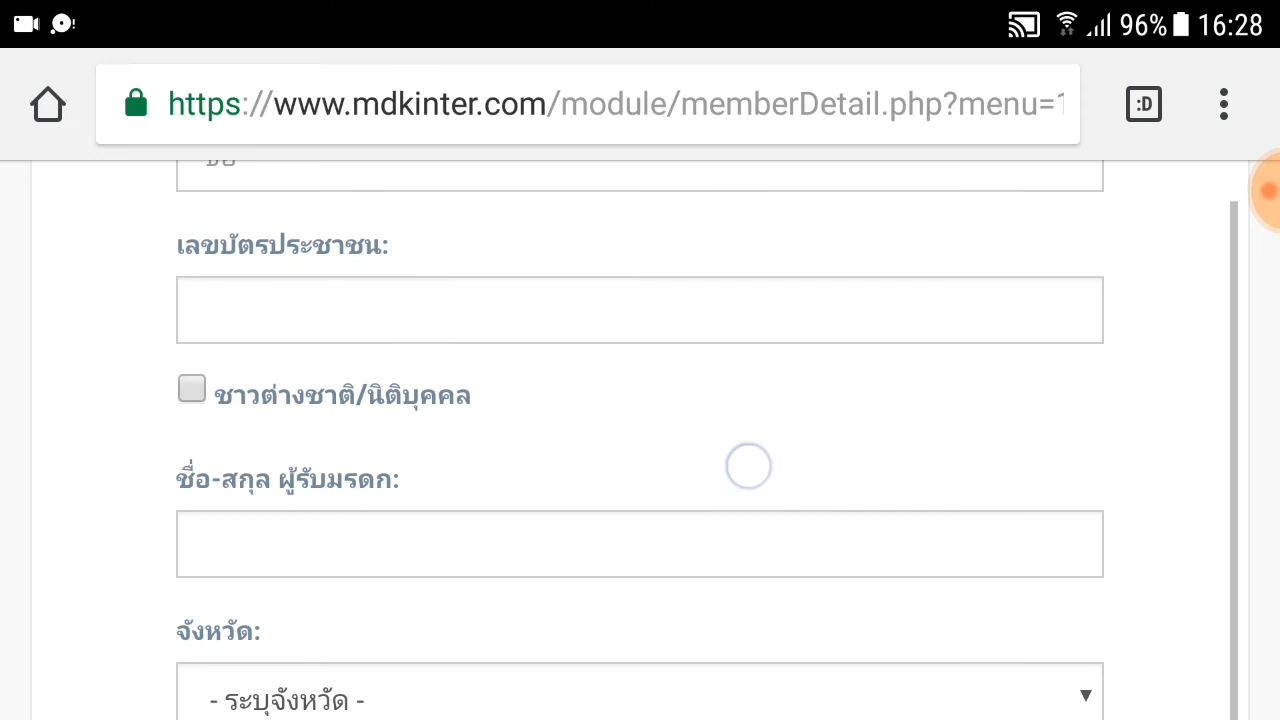 96% 16:28
https://www.mdkinter.com/module/memberDetail.php?menu=1
:D
เลขบัตรประชาชน:
ชาวต่างชาติ/นิติบุคคล
ชื่อ-สกุล ผู้รับมรดก:
จังหวัด:
- ระบุจังหวัด -